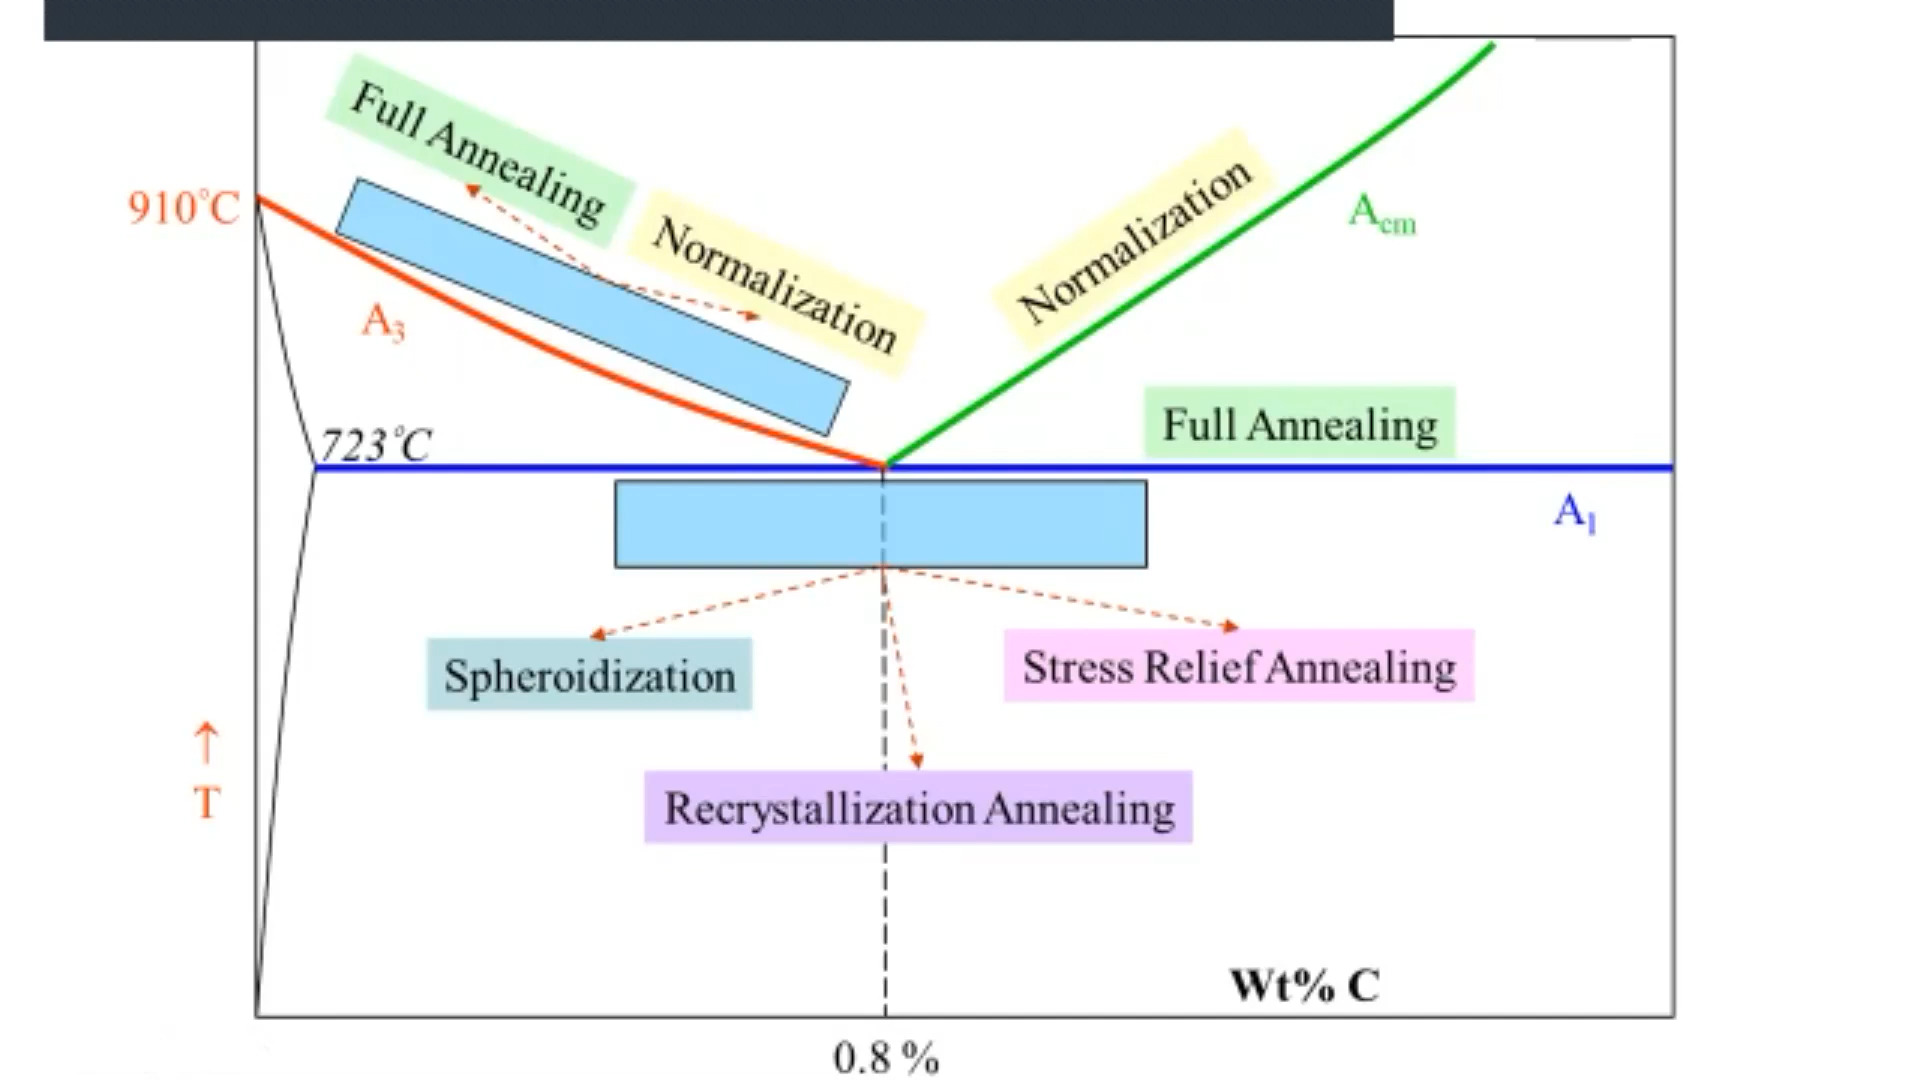 Full Annealing
Normalization
Normalization
910°C
A₃
A꜀ₘ
723°C
Full Annealing
A₁
Spheroidization
Stress Relief Annealing
↑
T
Recrystallization Annealing
Wt% C
0.8 %